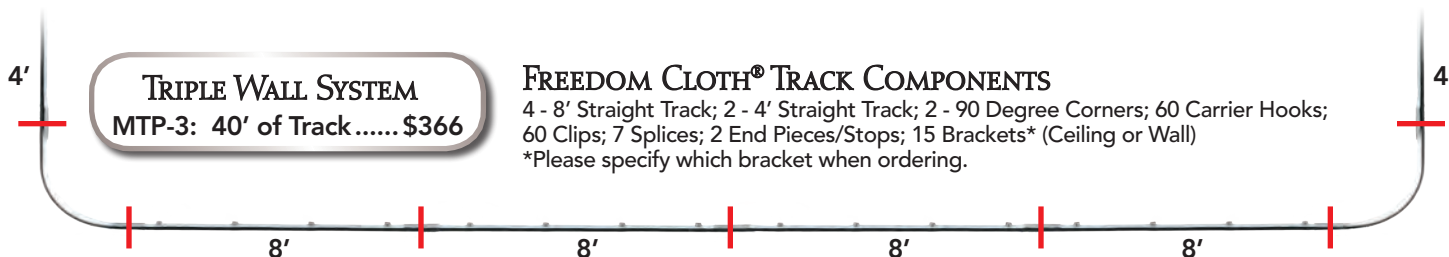 4’
TRIPLE WALL SYSTEM
MTP-3: 40’ of Track ...... $366
FREEDOM CLOTH® TRACK COMPONENTS
4 - 8’ Straight Track; 2 - 4’ Straight Track; 2 - 90 Degree Corners; 60 Carrier Hooks;
60 Clips; 7 Splices; 2 End Pieces/Stops; 15 Brackets* (Ceiling or Wall)
*Please specify which bracket when ordering.
4
8’ 8’ 8’ 8’